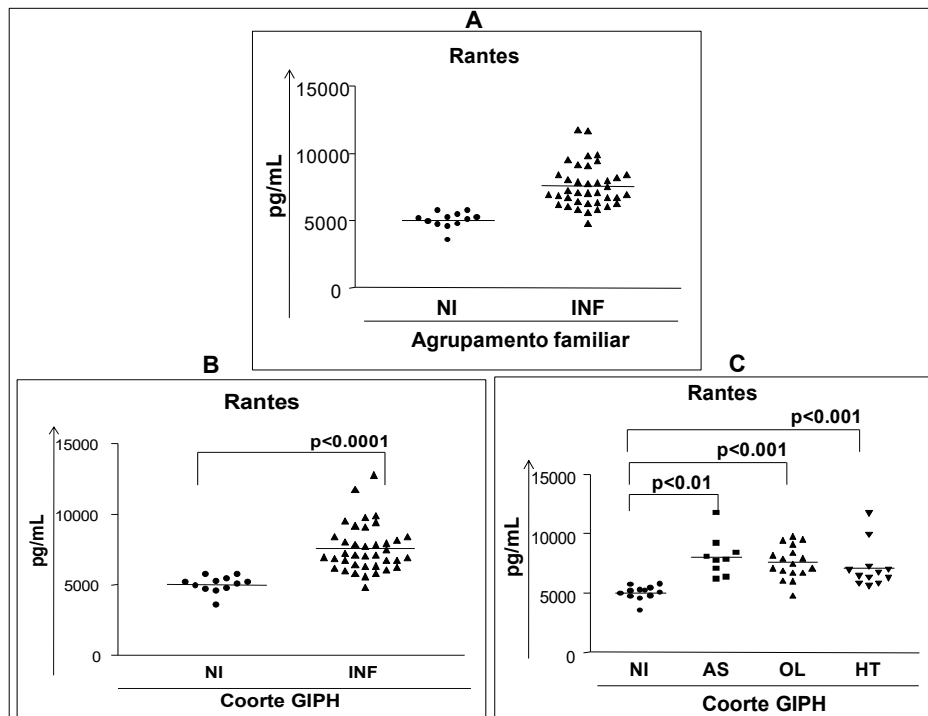 A
Rantes
15000
10000
5000
0
pg/mL
NI INF
Agrupamento familiar
B
Rantes
p<0.0001
15000
10000
5000
0
pg/mL
NI INF
Coorte GIPH
C
Rantes
p<0.001
p<0.001
p<0.01
15000
10000
5000
0
pg/mL
NI AS OL HT
Coorte GIPH